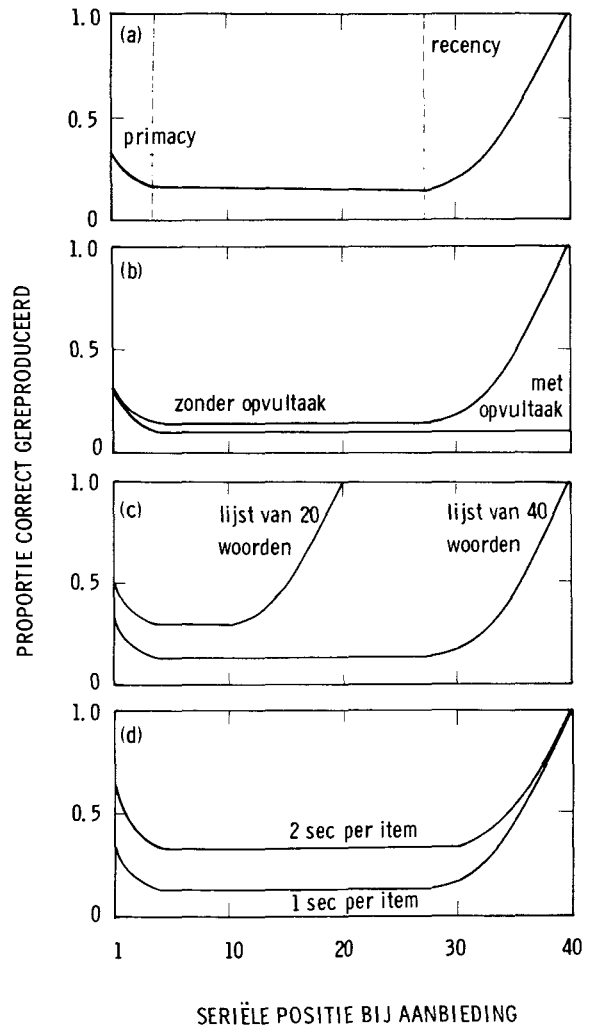 PROPORTIE CORRECT GEREPRODUCEERD
1.0
(a)
recency
0.5
primacy
0
1.0
(b)
0.5
zonder opvultaak
met
opvultaak
0
1.0
(c)
lijst van 20
woorden
lijst van 40
woorden
0.5
0
1.0
(d)
0.5
2 sec per item
1 sec per item
0
1 10 20 30 40
SERIËLE POSITIE BIJ AANBIEDING